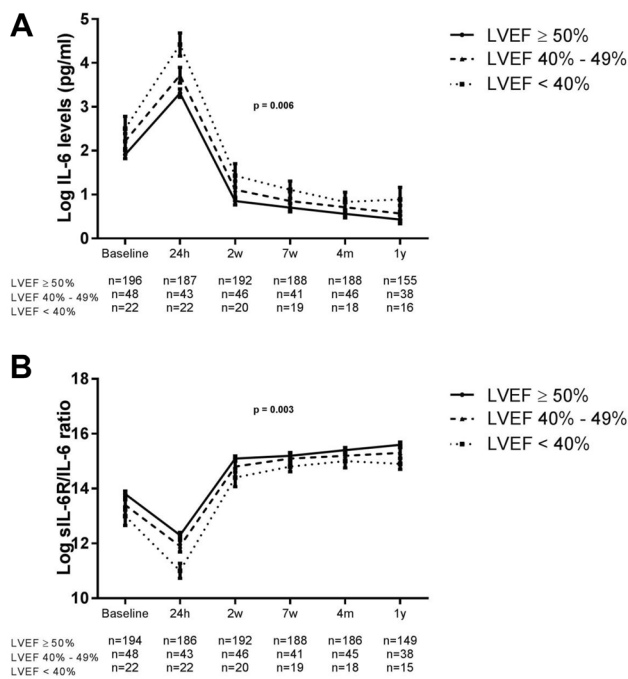 A
Log IL-6 levels (pg/ml)
5
4
3
2
1
0
p = 0.006
LVEF ≥ 50%
LVEF 40% - 49%
LVEF < 40%
Baseline 24h 2w 7w 4m 1y
LVEF ≥ 50% n=196 n=187 n=192 n=188 n=188 n=155
LVEF 40% - 49% n=48 n=43 n=46 n=41 n=46 n=38
LVEF < 40% n=22 n=22 n=20 n=19 n=18 n=16
B
Log sIL-6R/IL-6 ratio
18
16
14
12
10
p = 0.003
LVEF ≥ 50%
LVEF 40% - 49%
LVEF < 40%
Baseline 24h 2w 7w 4m 1y
LVEF ≥ 50% n=194 n=186 n=192 n=188 n=186 n=149
LVEF 40% - 49% n=48 n=43 n=46 n=41 n=45 n=38
LVEF < 40% n=22 n=22 n=20 n=19 n=18 n=15